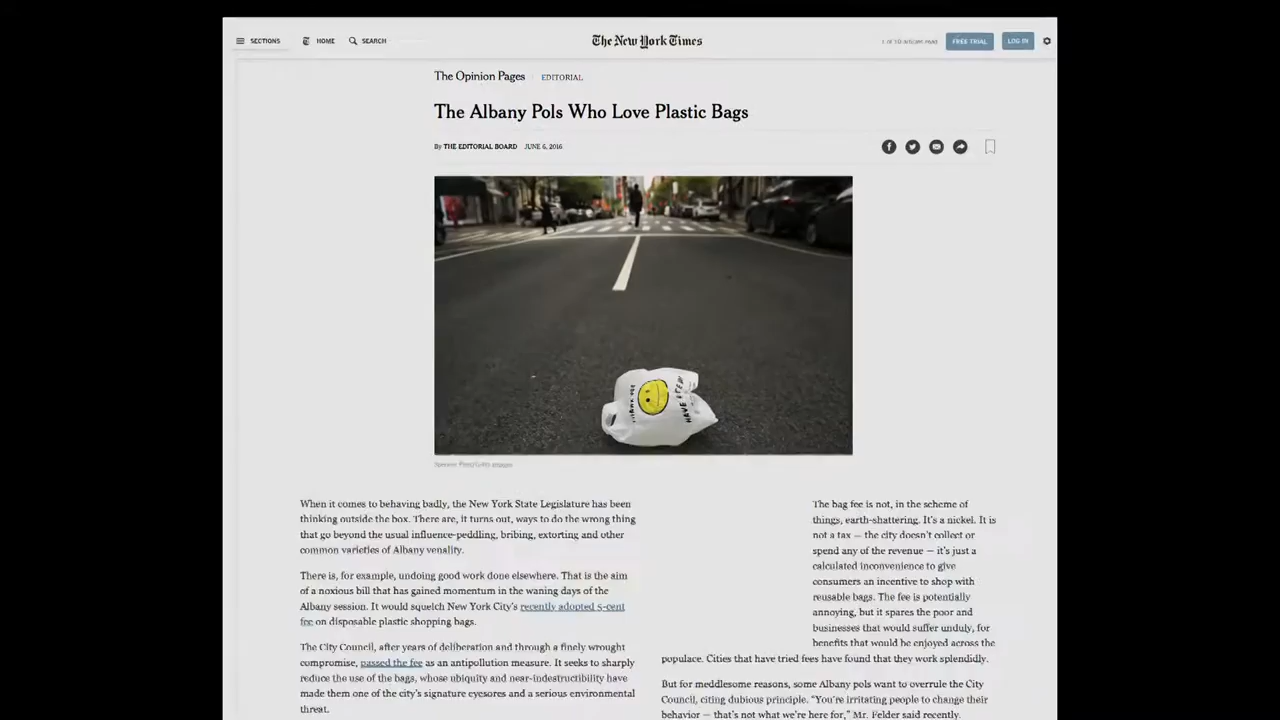 SECTIONS
HOME
SEARCH
The New York Times
FREE TRIAL
LOG IN
The Opinion Pages
EDITORIAL
The Albany Pols Who Love Plastic Bags
By THE EDITORIAL BOARD JUNE 6, 2016
THANK YOU
HAVE A
When it comes to behaving badly, the New York State Legislature has been
thinking outside the box. There are, it turns out, ways to do the wrong thing
that go beyond the usual influence-peddling, bribing, extorting and other
common varieties of Albany venality.
There is, for example, undoing good work done elsewhere. That is the aim
of a noxious bill that has gained momentum in the waning days of the
Albany session. It would squelch New York City's recently adopted 5-cent
fee on disposable plastic shopping bags.
The City Council, after years of deliberation and through a finely wrought
compromise, passed the fee as an antipollution measure. It seeks to sharply
reduce the use of the bags, whose ubiquity and near-indestructibility have
made them one of the city's signature eyesores and a serious environmental
threat.
The bag fee is not, in the scheme of
things, earth-shattering. It's a nickel. It is
not a tax — the city doesn't collect or
spend any of the revenue — it's just a
calculated inconvenience to give
consumers an incentive to shop with
reusable bags. The fee is potentially
annoying, but it spares the poor and
businesses that would suffer unduly, for
benefits that would be enjoyed across the
populace. Cities that have tried fees have found that they work splendidly.
But for meddlesome reasons, some Albany pols want to overrule the City
Council, citing dubious principle. "You're irritating people to change their
behavior — that's not what we're here for," Mr. Felder said recently.